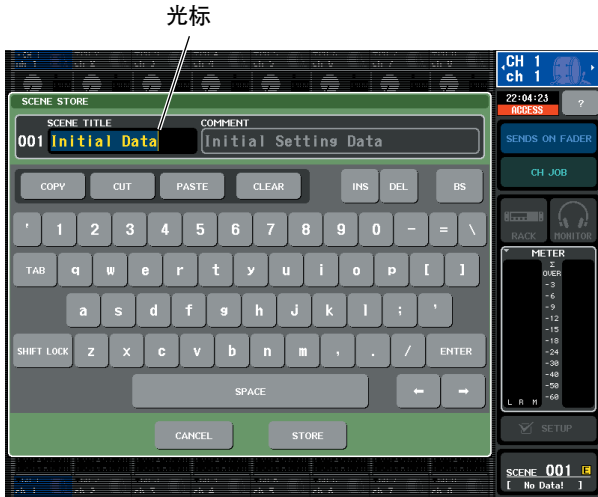 光标
CH 1
ch 1
SCENE STORE
22:04:23
ACCESS
?
SCENE TITLE COMMENT
001 Initial Data Initial Setting Data
SENDS ON FADER
CH JOB
COPY CUT PASTE CLEAR INS DEL BS
' 1 2 3 4 5 6 7 8 9 0 - = \
RACK MONITOR
METER
TAB q w e r t y u i o p [ ]
Σ
OVER
-3
-6
-9
-12
-15
-18
-24
-30
-40
-50
-60
L R M
a s d f g h j k l ; '
SHIFT LOCK z x c v b n m , . / ENTER
SPACE ← →
CANCEL STORE
SETUP
SCENE 001 E
[ No Data! ]